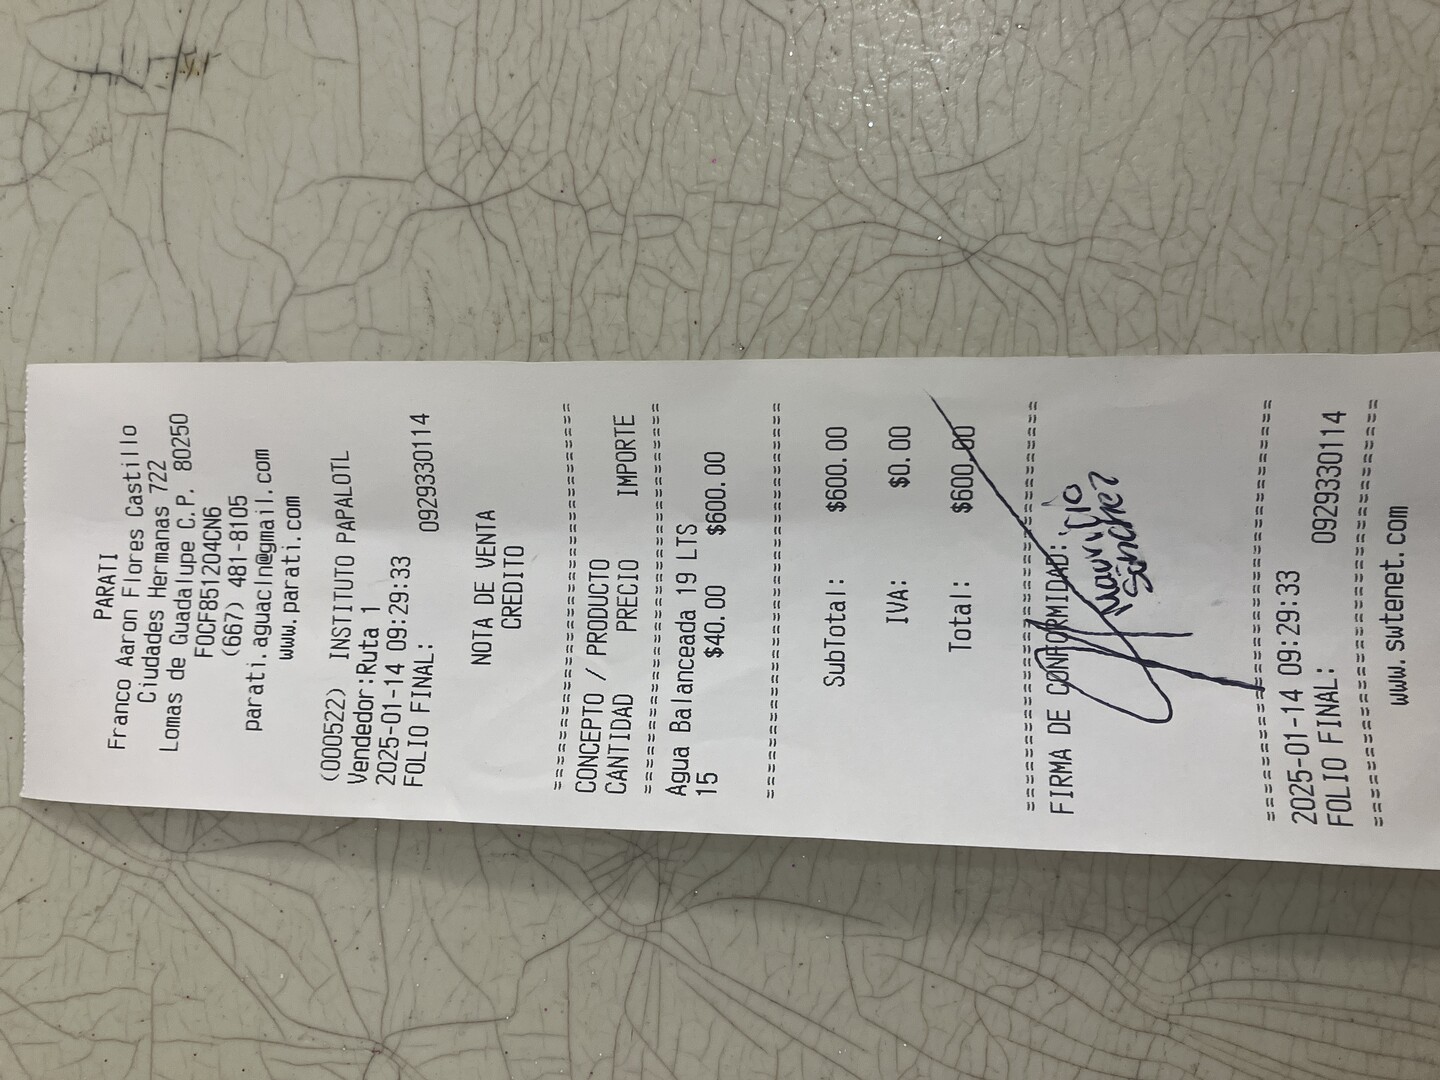 PARATI
Franco Aaron Flores Castillo
Ciudades Hermanas 722
Lomas de Guadalupe C.P. 80250
FOCF851204CN6
(667) 481-8105
parati.aguacln@gmail.com
www.parati.com
(000522) INSTITUTO PAPALOTL
Vendedor:Ruta 1
2025-01-14 09:29:33
FOLIO FINAL: 0929330114
NOTA DE VENTA
CREDITO
==============================
CONCEPTO / PRODUCTO
CANTIDAD PRECIO IMPORTE
==============================
Agua Balanceada 19 LTS
15 $40.00 $600.00
==============================
SubTotal: $600.00
IVA: $0.00
Total: $600.00
==============================
FIRMA DE CONFORMIDAD:
Mauricio
Sánchez
==============================
2025-01-14 09:29:33
FOLIO FINAL: 0929330114
==============================
www.swtenet.com